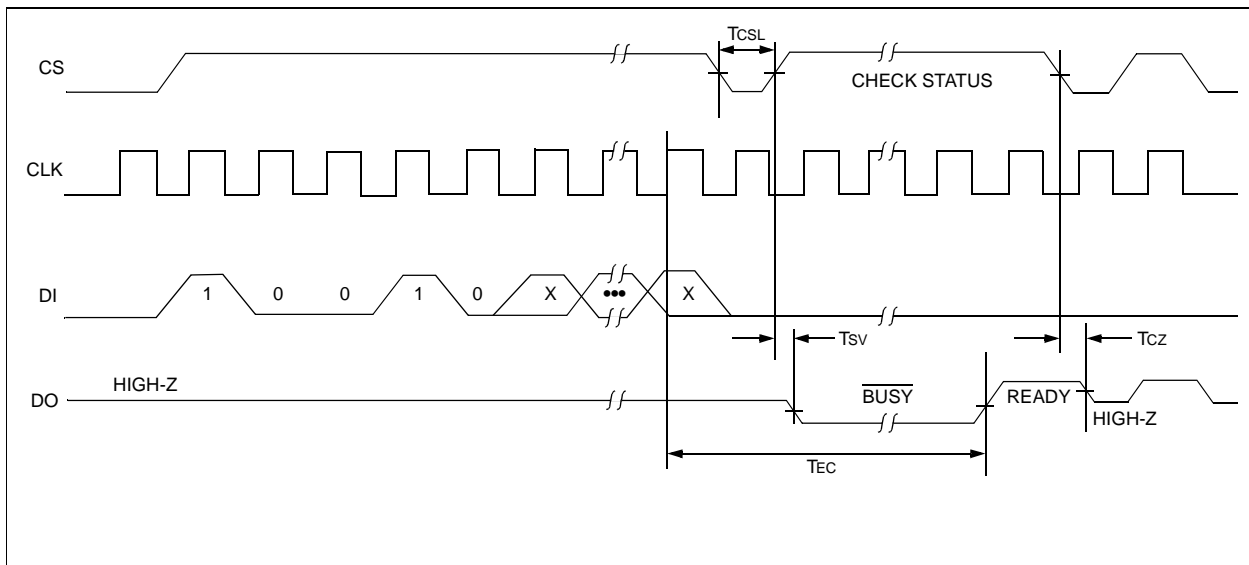 TCSL
CS
CHECK STATUS
CLK
DI
1 0 0 1 0 X ••• X
TSV
TCZ
HIGH-Z
DO
BUSY
READY
HIGH-Z
TEC